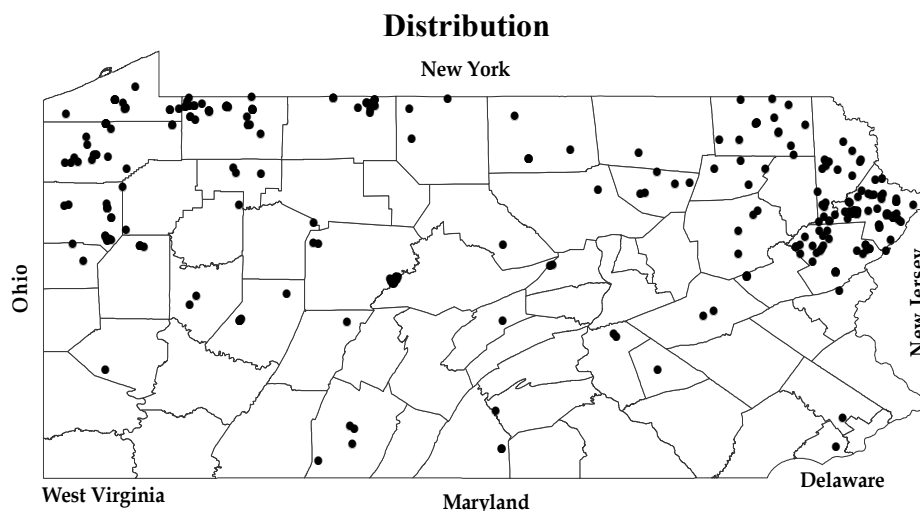 Distribution
New York
Ohio
New Jersey
West Virginia
Maryland
Delaware